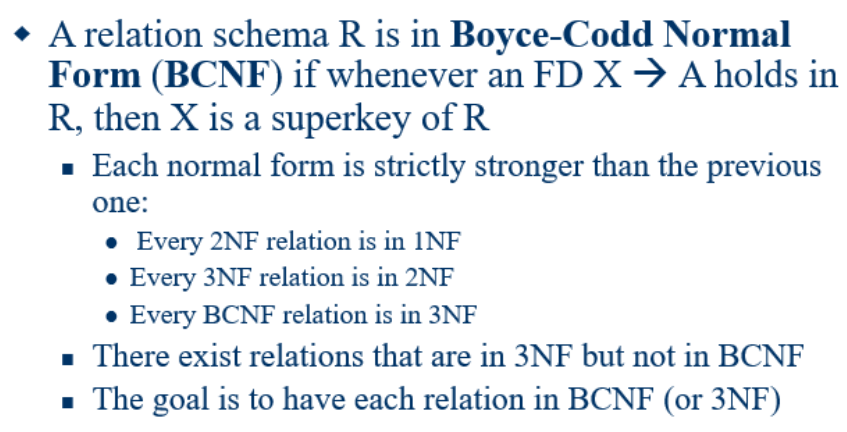 ◆ A relation schema R is in Boyce-Codd Normal
Form (BCNF) if whenever an FD X → A holds in
R, then X is a superkey of R
▪ Each normal form is strictly stronger than the previous
one:
● Every 2NF relation is in 1NF
● Every 3NF relation is in 2NF
● Every BCNF relation is in 3NF
▪ There exist relations that are in 3NF but not in BCNF
▪ The goal is to have each relation in BCNF (or 3NF)